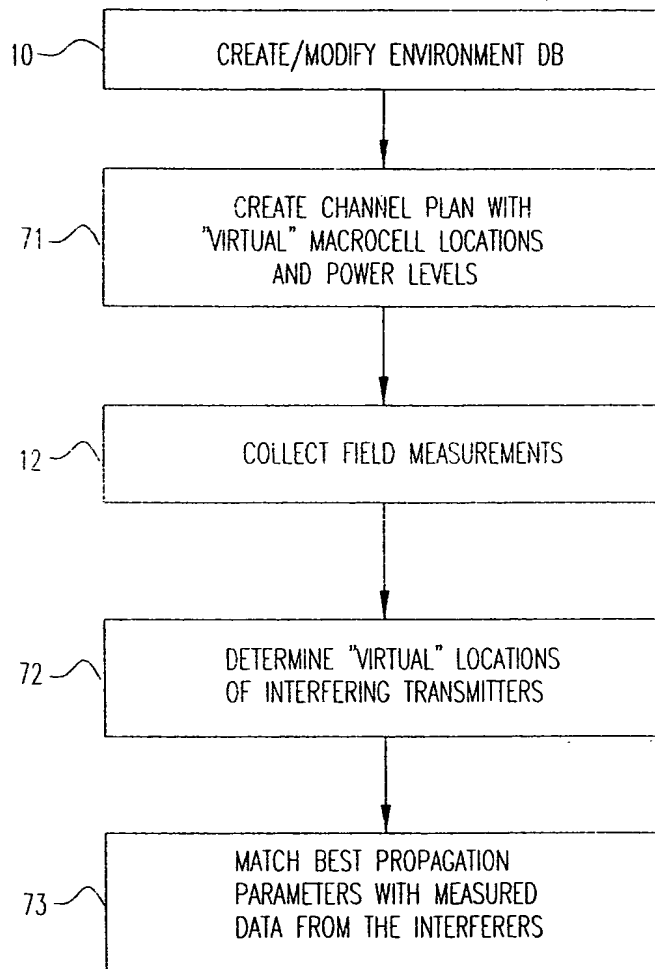 10
CREATE/MODIFY ENVIRONMENT DB
71
CREATE CHANNEL PLAN WITH
"VIRTUAL" MACROCELL LOCATIONS
AND POWER LEVELS
12
COLLECT FIELD MEASUREMENTS
72
DETERMINE "VIRTUAL" LOCATIONS
OF INTERFERING TRANSMITTERS
73
MATCH BEST PROPAGATION
PARAMETERS WITH MEASURED
DATA FROM THE INTERFERERS